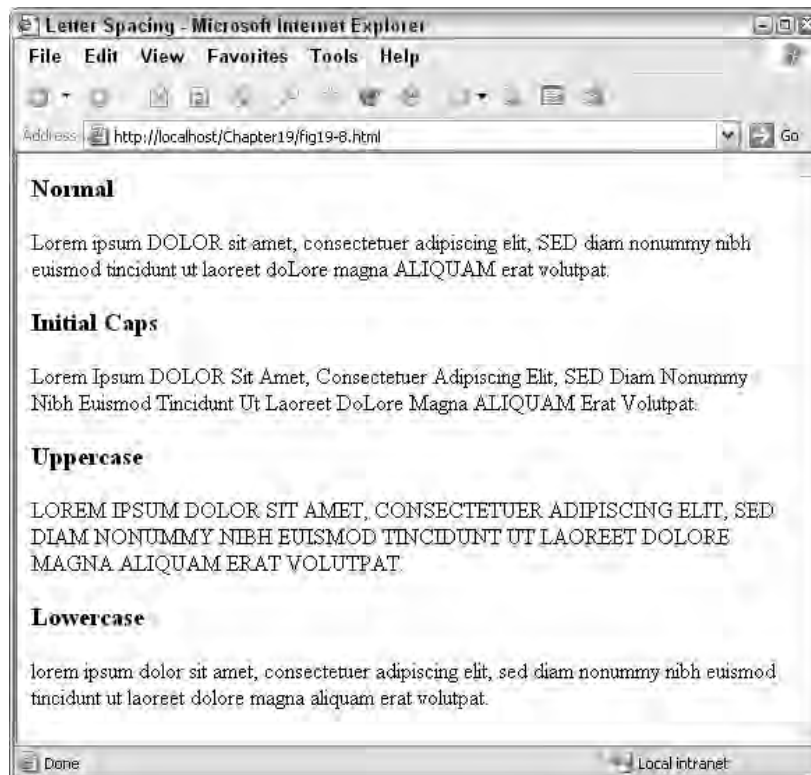 Letter Spacing - Microsoft Internet Explorer
File Edit View Favorites Tools Help
Address http://localhost/Chapter19/fig19-8.html Go
Normal
Lorem ipsum DOLOR sit amet, consectetuer adipiscing elit, SED diam nonummy nibh
euismod tincidunt ut laoreet doLore magna ALIQUAM erat volutpat.
Initial Caps
Lorem Ipsum DOLOR Sit Amet, Consectetuer Adipiscing Elit, SED Diam Nonummy
Nibh Euismod Tincidunt Ut Laoreet DoLore Magna ALIQUAM Erat Volutpat.
Uppercase
LOREM IPSUM DOLOR SIT AMET, CONSECTETUER ADIPISCING ELIT, SED
DIAM NONUMMY NIBH EUISMOD TINCIDUNT UT LAOREET DOLORE
MAGNA ALIQUAM ERAT VOLUTPAT.
Lowercase
lorem ipsum dolor sit amet, consectetuer adipiscing elit, sed diam nonummy nibh euismod
tincidunt ut laoreet dolore magna aliquam erat volutpat.
Done Local intranet